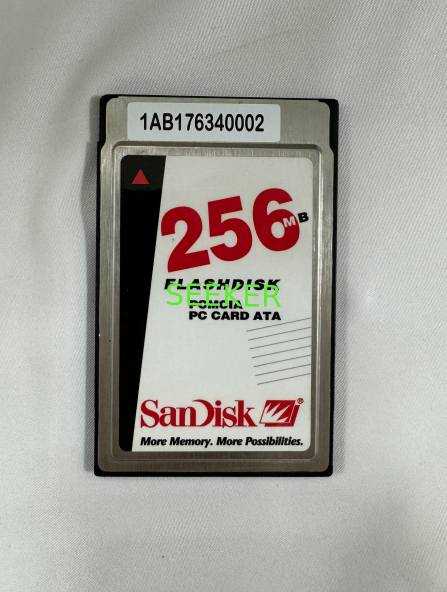 1AB176340002
256MB
FLASHDISK
SEEKER
PCMCIA
PC CARD ATA
SanDisk®
More Memory. More Possibilities.